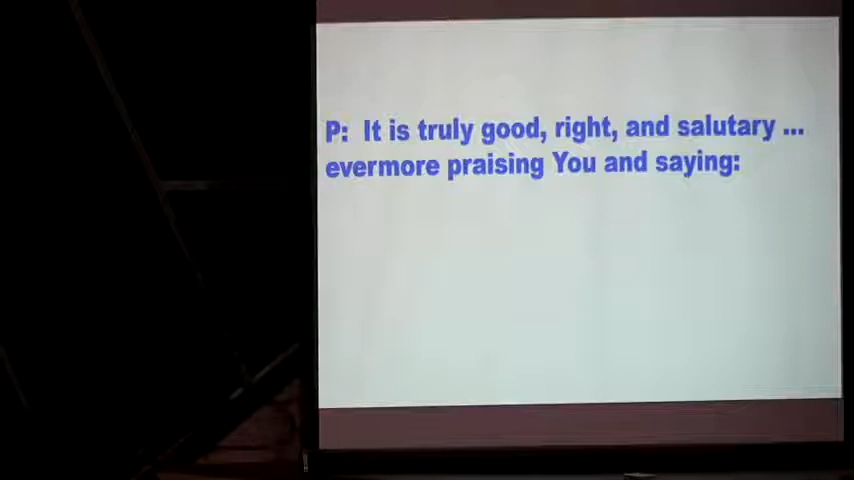 P: It is truly good, right, and salutary ...
evermore praising You and saying: